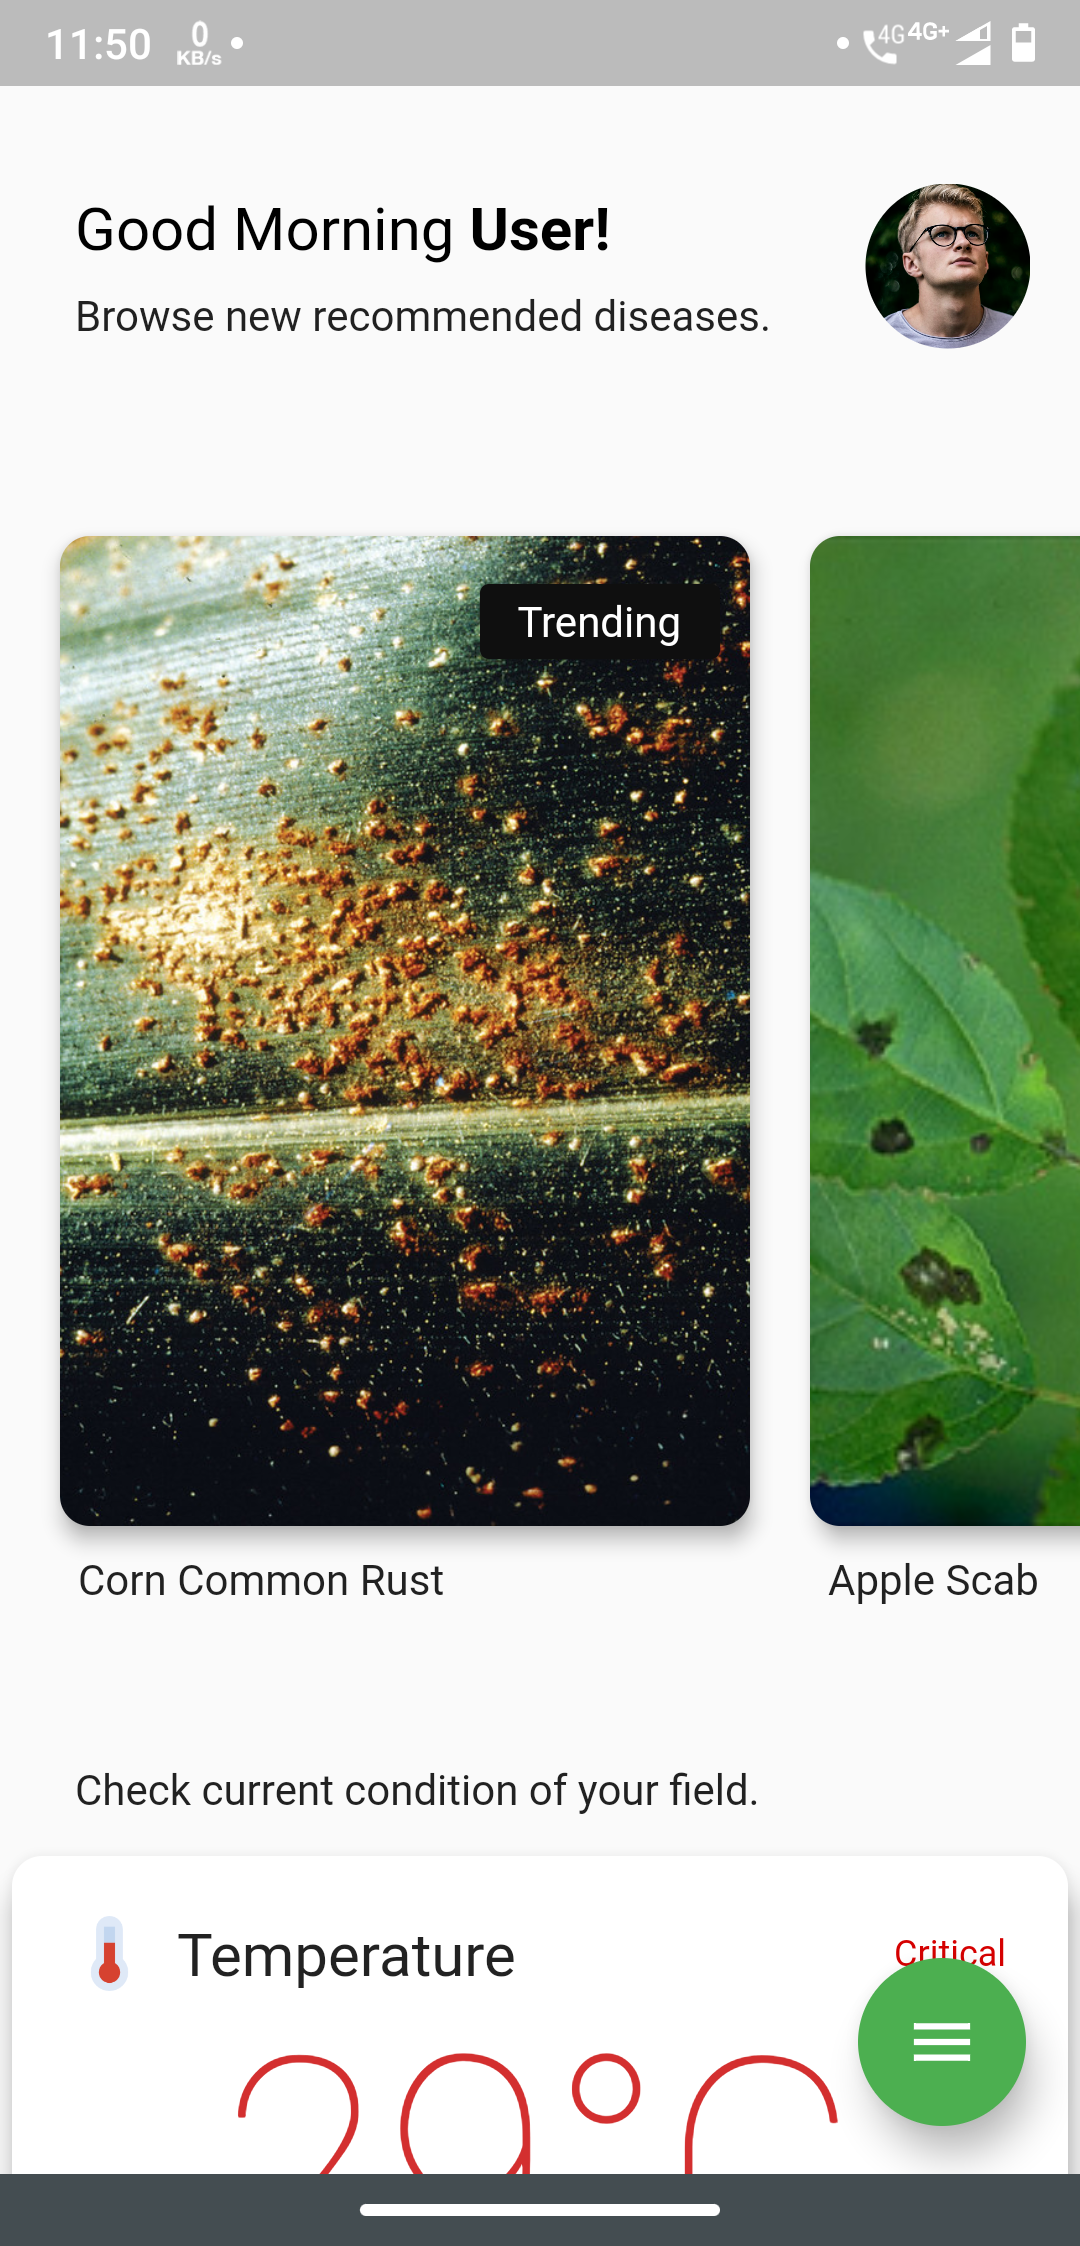 11:50 0 KB/s 4G 4G+
Good Morning User!
Browse new recommended diseases.
Trending
Corn Common Rust
Apple Scab
Check current condition of your field.
Temperature
Critical
29°C